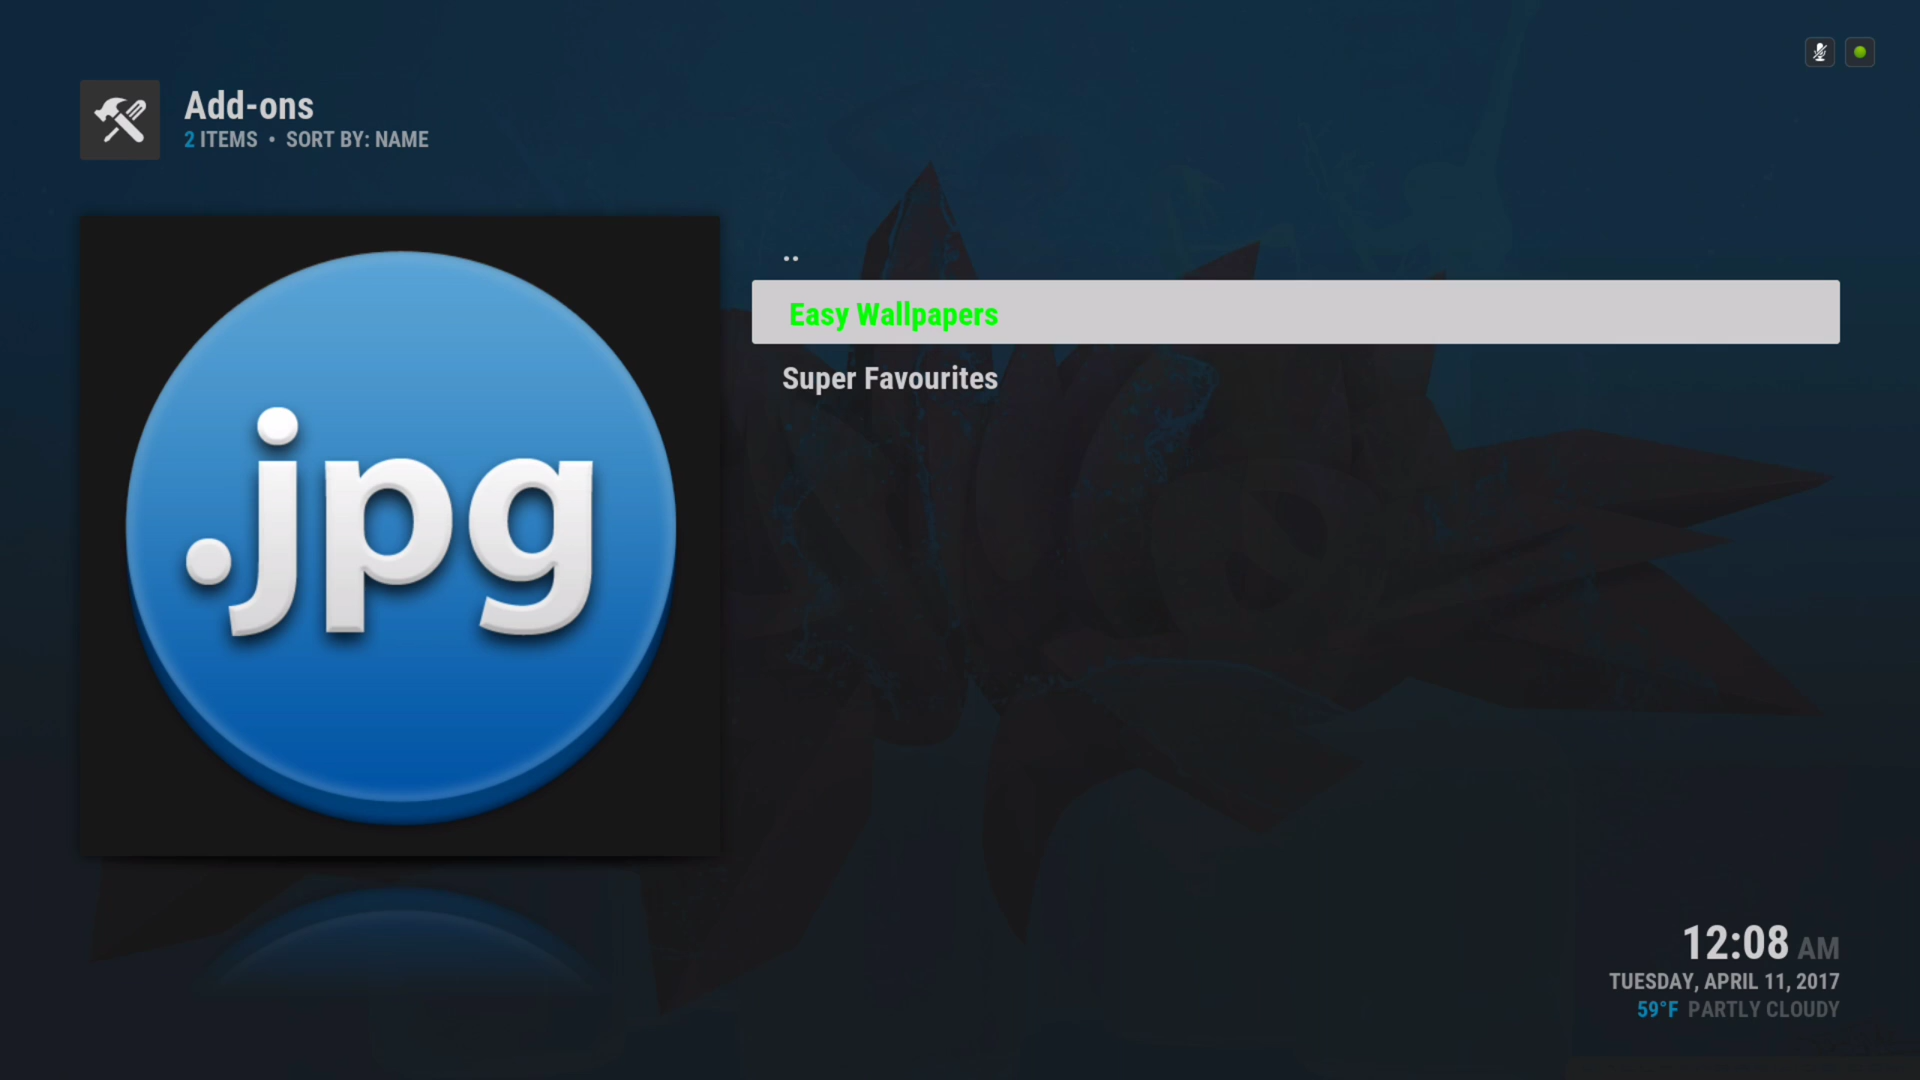 Add-ons
2 ITEMS • SORT BY: NAME
.jpg
..
Easy Wallpapers
Super Favourites
12:08 AM
TUESDAY, APRIL 11, 2017
59°F PARTLY CLOUDY